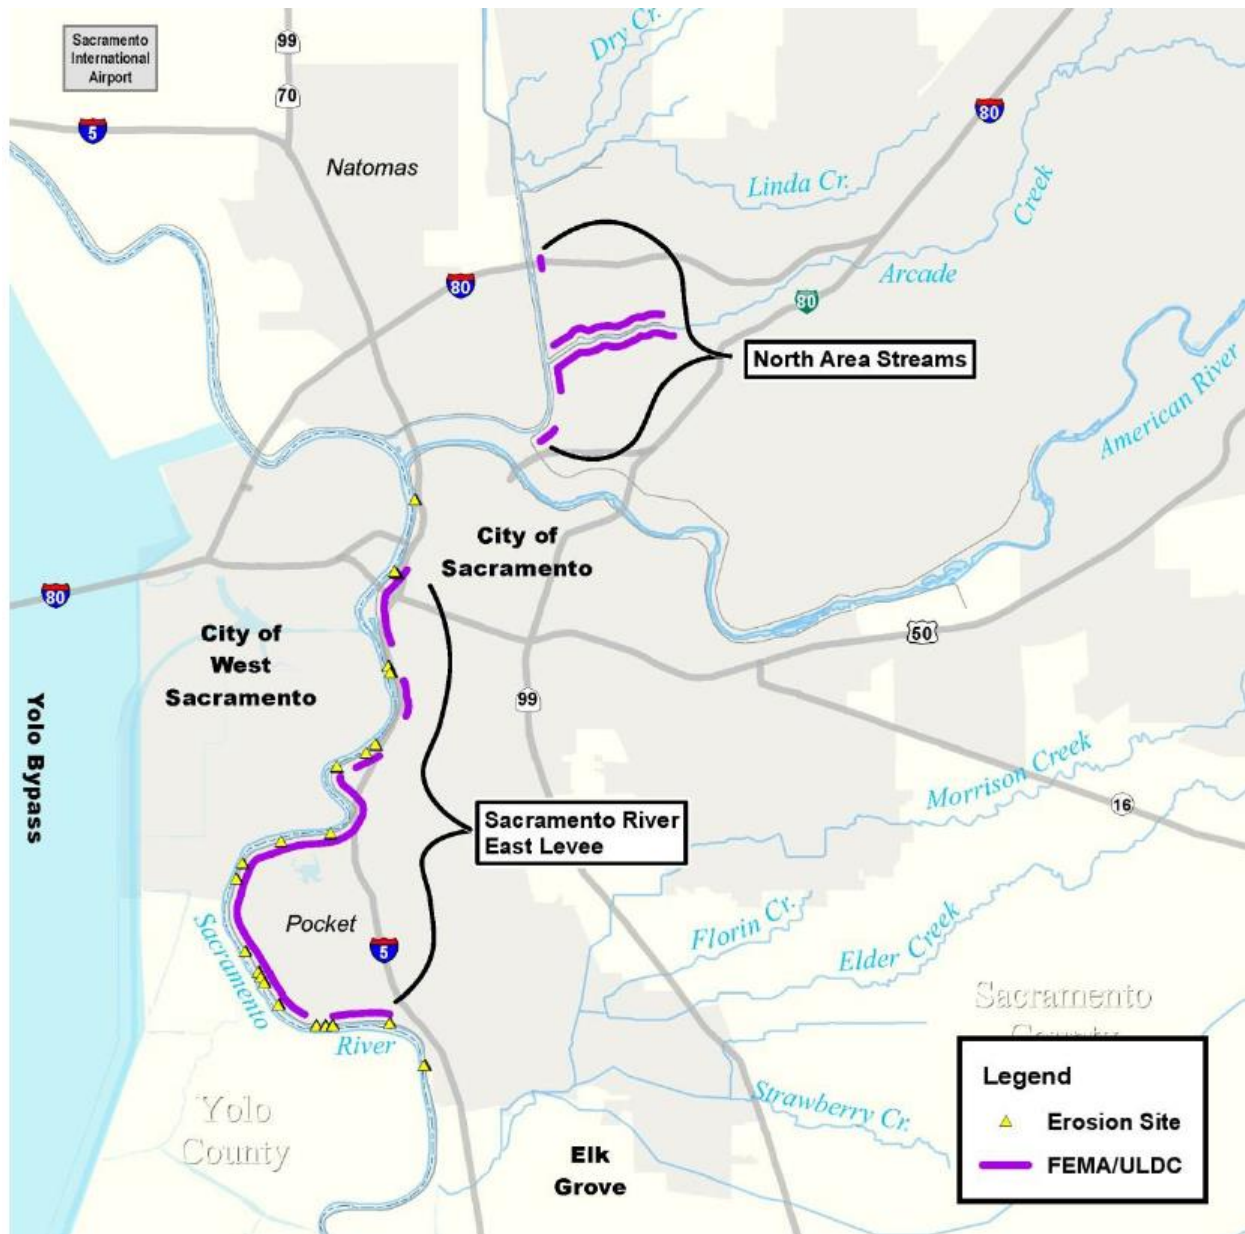 Sacramento
International
Airport
99
70
5
Dry Cr.
80
Natomas
Linda Cr.
Creek
Arcade
80
80
North Area Streams
American River
City of
Sacramento
80
City of
West
Sacramento
50
99
Yolo Bypass
Morrison Creek
16
Sacramento River
East Levee
Pocket
5
Florin Cr.
Elder Creek
Sacramento
River
Sacramento
County
Yolo
County
Strawberry Cr.
Elk
Grove
Legend
Erosion Site
FEMA/ULDC